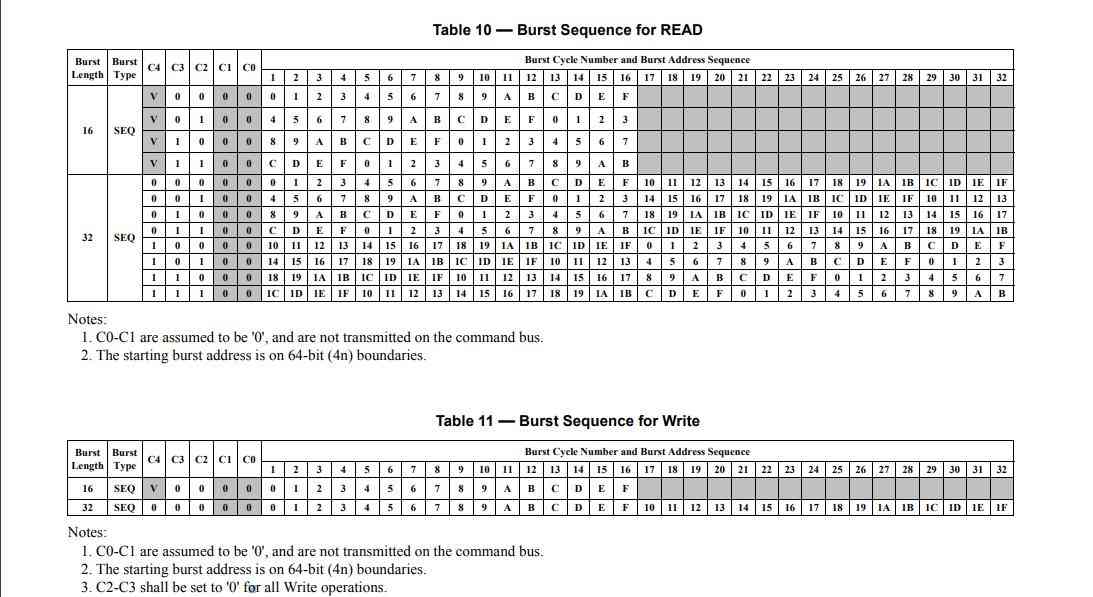 Table 10 — Burst Sequence for READ
Burst Length Burst Type C4 C3 C2 C1 C0 Burst Cycle Number and Burst Address Sequence
1 2 3 4 5 6 7 8 9 10 11 12 13 14 15 16 17 18 19 20 21 22 23 24 25 26 27 28 29 30 31 32
16 SEQ V 0 0 0 0 0 1 2 3 4 5 6 7 8 9 A B C D E F
V 0 1 0 0 4 5 6 7 8 9 A B C D E F 0 1 2 3
V 1 0 0 0 8 9 A B C D E F 0 1 2 3 4 5 6 7
V 1 1 0 0 C D E F 0 1 2 3 4 5 6 7 8 9 A B
32 SEQ 0 0 0 0 0 0 1 2 3 4 5 6 7 8 9 A B C D E F 10 11 12 13 14 15 16 17 18 19 1A 1B 1C 1D 1E 1F
0 0 1 0 0 4 5 6 7 8 9 A B C D E F 0 1 2 3 14 15 16 17 18 19 1A 1B 1C 1D 1E 1F 10 11 12 13
0 1 0 0 0 8 9 A B C D E F 0 1 2 3 4 5 6 7 18 19 1A 1B 1C 1D 1E 1F 10 11 12 13 14 15 16 17
0 1 1 0 0 C D E F 0 1 2 3 4 5 6 7 8 9 A B 1C 1D 1E 1F 10 11 12 13 14 15 16 17 18 19 1A 1B
1 0 0 0 0 10 11 12 13 14 15 16 17 18 19 1A 1B 1C 1D 1E 1F 0 1 2 3 4 5 6 7 8 9 A B C D E F
1 0 1 0 0 14 15 16 17 18 19 1A 1B 1C 1D 1E 1F 10 11 12 13 4 5 6 7 8 9 A B C D E F 0 1 2 3
1 1 0 0 0 18 19 1A 1B 1C 1D 1E 1F 10 11 12 13 14 15 16 17 8 9 A B C D E F 0 1 2 3 4 5 6 7
1 1 1 0 0 1C 1D 1E 1F 10 11 12 13 14 15 16 17 18 19 1A 1B C D E F 0 1 2 3 4 5 6 7 8 9 A B
Notes:
1. C0-C1 are assumed to be '0', and are not transmitted on the command bus.
2. The starting burst address is on 64-bit (4n) boundaries.
Table 11 — Burst Sequence for Write
Burst Length Burst Type C4 C3 C2 C1 C0 Burst Cycle Number and Burst Address Sequence
1 2 3 4 5 6 7 8 9 10 11 12 13 14 15 16 17 18 19 20 21 22 23 24 25 26 27 28 29 30 31 32
16 SEQ V 0 0 0 0 0 1 2 3 4 5 6 7 8 9 A B C D E F
32 SEQ 0 0 0 0 0 0 1 2 3 4 5 6 7 8 9 A B C D E F 10 11 12 13 14 15 16 17 18 19 1A 1B 1C 1D 1E 1F
Notes:
1. C0-C1 are assumed to be '0', and are not transmitted on the command bus.
2. The starting burst address is on 64-bit (4n) boundaries.
3. C2-C3 shall be set to '0' for all Write operations.